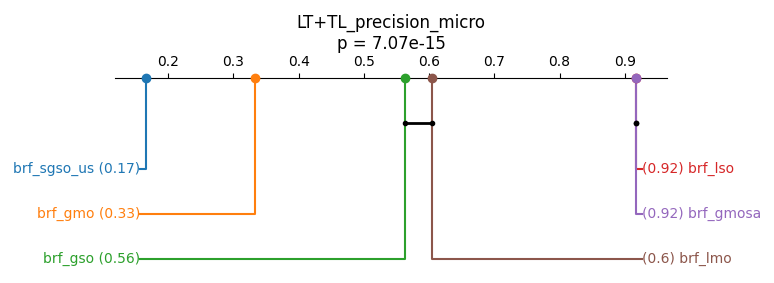 LT+TL_precision_micro
p = 7.07e-15
0.2 0.3 0.4 0.5 0.6 0.7 0.8 0.9
brf_sgso_us (0.17) (0.92) brf_lso
brf_gmo (0.33) (0.92) brf_gmosa
brf_gso (0.56) (0.6) brf_lmo